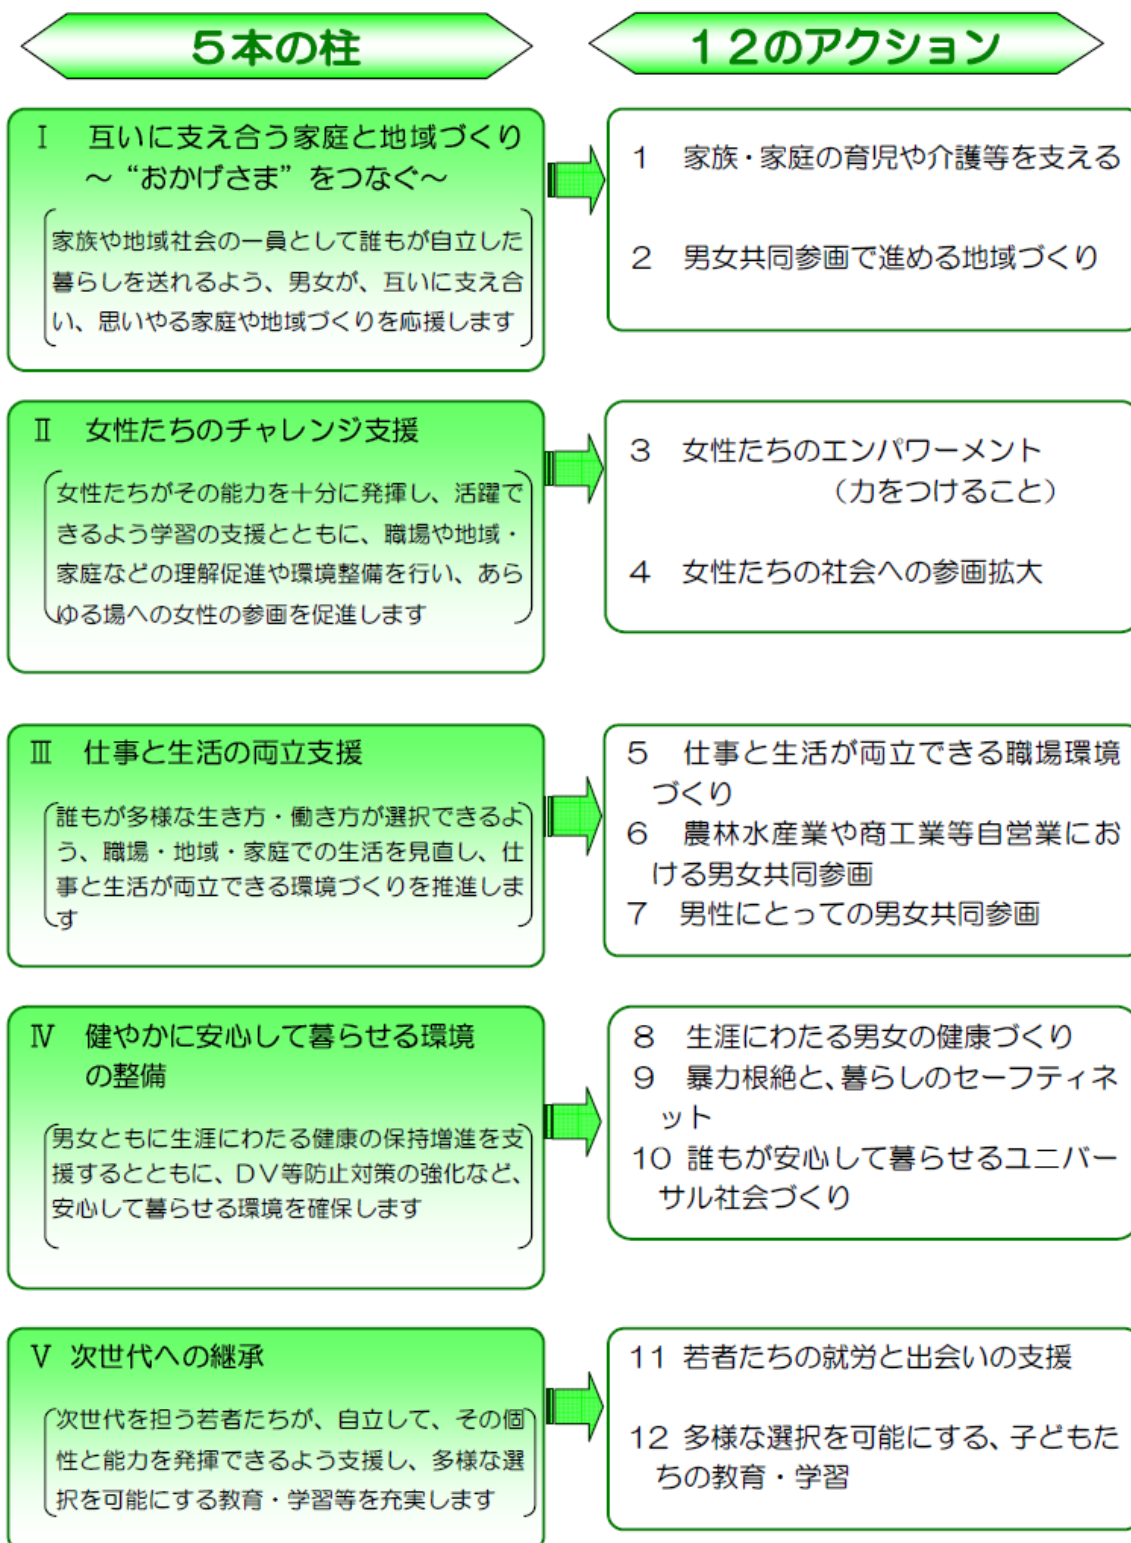 5本の柱
12のアクション
Ⅰ 互いに支え合う家庭と地域づくり
～“おかげさま”をつなぐ～
家族や地域社会の一員として誰もが自立した
暮らしを送れるよう、男女が、互いに支え合
い、思いやる家庭や地域づくりを応援します
1 家族・家庭の育児や介護等を支える
2 男女共同参画で進める地域づくり
Ⅱ 女性たちのチャレンジ支援
女性たちがその能力を十分に発揮し、活躍で
きるよう学習の支援とともに、職場や地域・
家庭などの理解促進や環境整備を行い、あら
ゆる場への女性の参画を促進します
3 女性たちのエンパワーメント
（力をつけること）
4 女性たちの社会への参画拡大
Ⅲ 仕事と生活の両立支援
誰もが多様な生き方・働き方が選択できるよ
う、職場・地域・家庭での生活を見直し、仕
事と生活が両立できる環境づくりを推進しま
す
5 仕事と生活が両立できる職場環境
づくり
6 農林水産業や商工業等自営業にお
ける男女共同参画
7 男性にとっての男女共同参画
Ⅳ 健やかに安心して暮らせる環境
の整備
男女ともに生涯にわたる健康の保持増進を支
援するとともに、DV等防止対策の強化など、
安心して暮らせる環境を確保します
8 生涯にわたる男女の健康づくり
9 暴力根絶と、暮らしのセーフティネ
ット
10 誰もが安心して暮らせるユニバー
サル社会づくり
Ⅴ 次世代への継承
次世代を担う若者たちが、自立して、その個
性と能力を発揮できるよう支援し、多様な選
択を可能にする教育・学習等を充実します
11 若者たちの就労と出会いの支援
12 多様な選択を可能にする、子どもた
ちの教育・学習